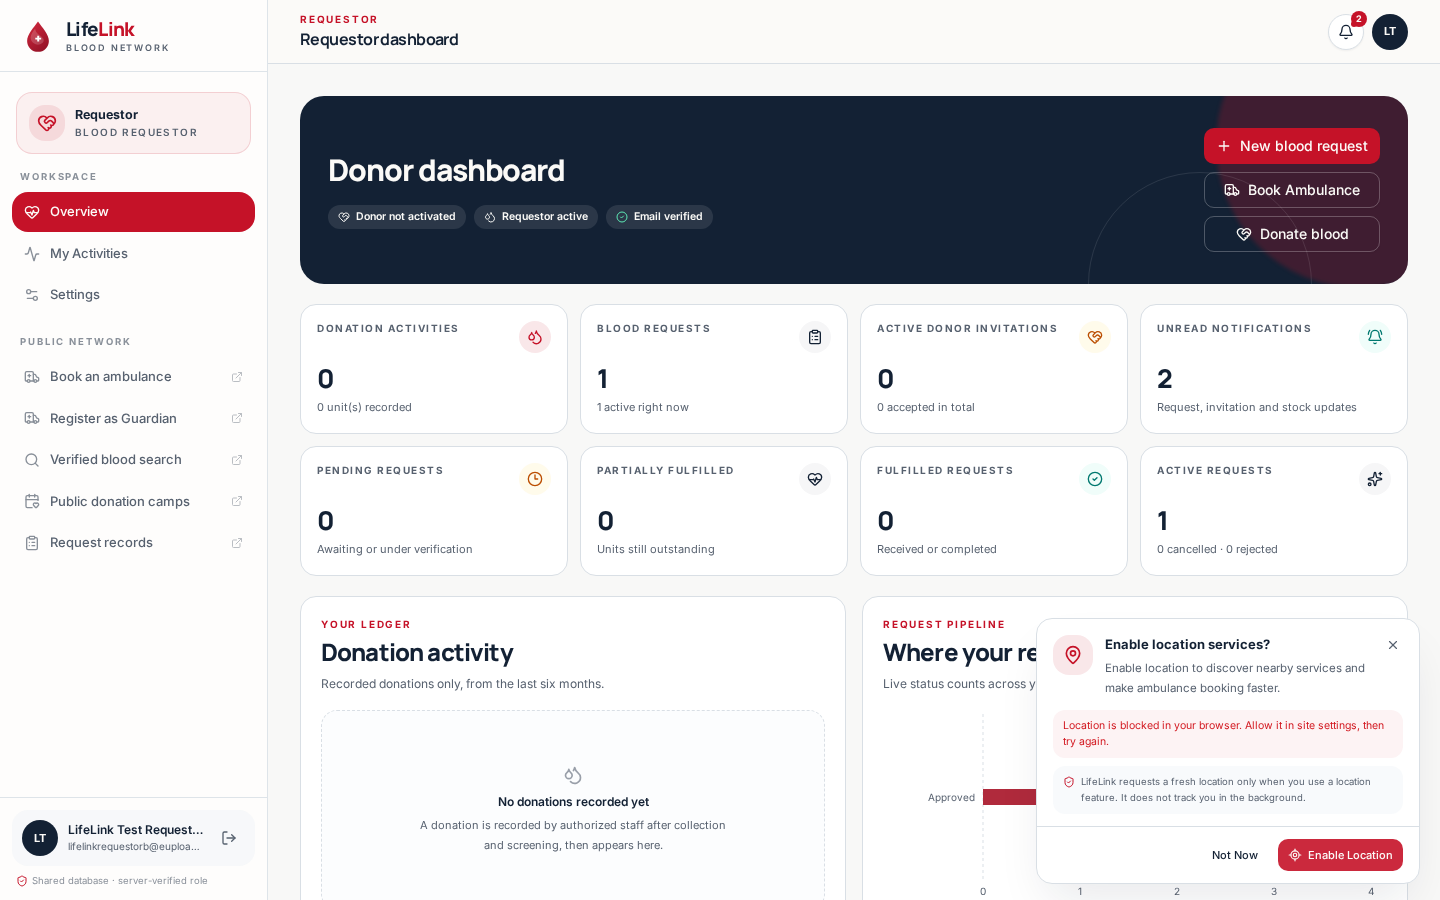 LifeLink
BLOOD NETWORK
Requestor
BLOOD REQUESTOR
WORKSPACE
Overview
My Activities
Settings
PUBLIC NETWORK
Book an ambulance
Register as Guardian
Verified blood search
Public donation camps
Request records
LT
LifeLink Test Request...
lifelinkrequestorb@euploa...
Shared database · server-verified role
REQUESTOR
Requestor dashboard
2
LT
Donor dashboard
Donor not activated
Requestor active
Email verified
New blood request
Book Ambulance
Donate blood
DONATION ACTIVITIES
0
0 unit(s) recorded
BLOOD REQUESTS
1
1 active right now
ACTIVE DONOR INVITATIONS
0
0 accepted in total
UNREAD NOTIFICATIONS
2
Request, invitation and stock updates
PENDING REQUESTS
0
Awaiting or under verification
PARTIALLY FULFILLED
0
Units still outstanding
FULFILLED REQUESTS
0
Received or completed
ACTIVE REQUESTS
1
0 cancelled · 0 rejected
YOUR LEDGER
Donation activity
Recorded donations only, from the last six months.
No donations recorded yet
A donation is recorded by authorized staff after collection
and screening, then appears here.
REQUEST PIPELINE
Where your re
Live status counts across y
Approved
0 1 2 3 4
Enable location services?
Enable location to discover nearby services and
make ambulance booking faster.
Location is blocked in your browser. Allow it in site settings, then
try again.
LifeLink requests a fresh location only when you use a location
feature. It does not track you in the background.
Not Now
Enable Location